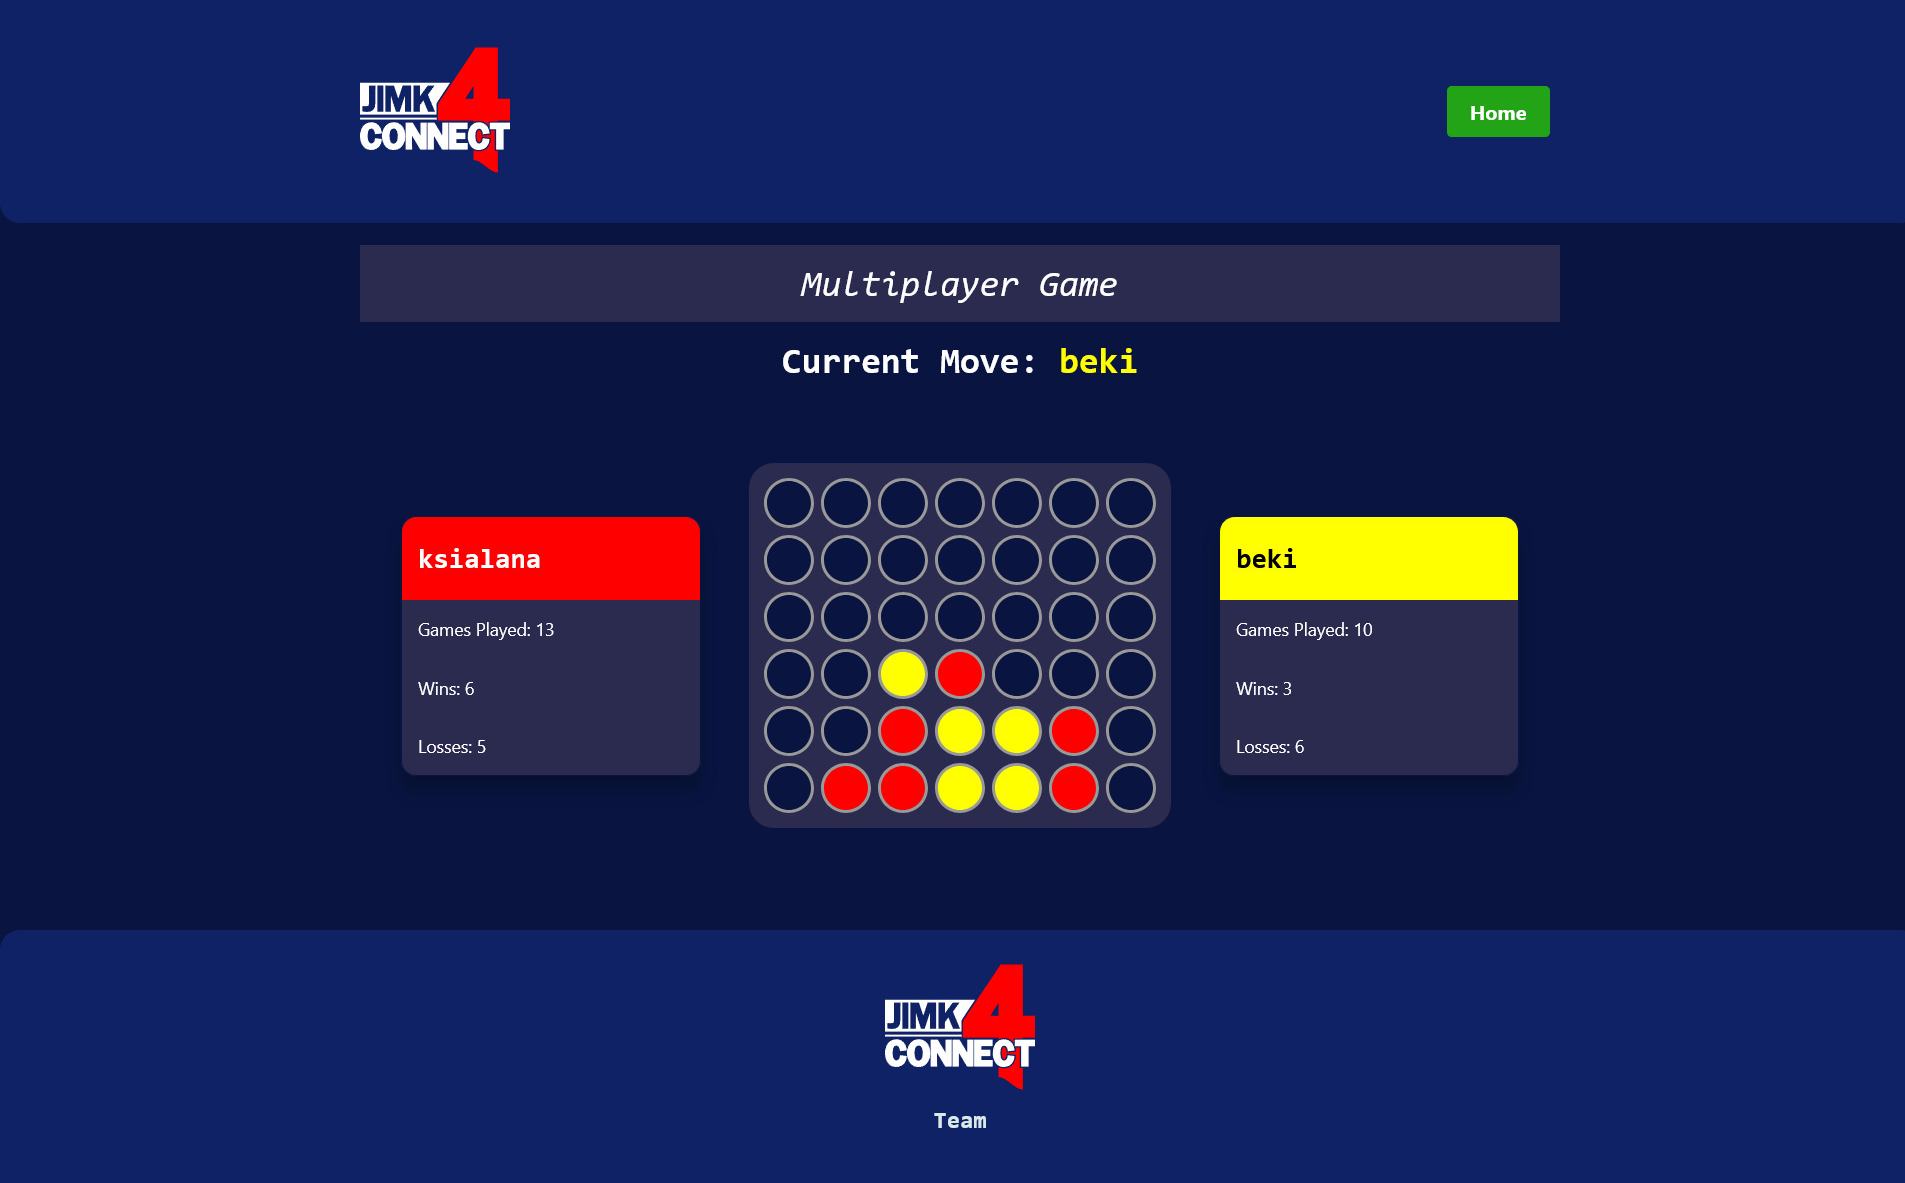 JIMK 4
CONNECT
Home
Multiplayer Game
Current Move: beki
ksialana
Games Played: 13
Wins: 6
Losses: 5
beki
Games Played: 10
Wins: 3
Losses: 6
JIMK 4
CONNECT
Team